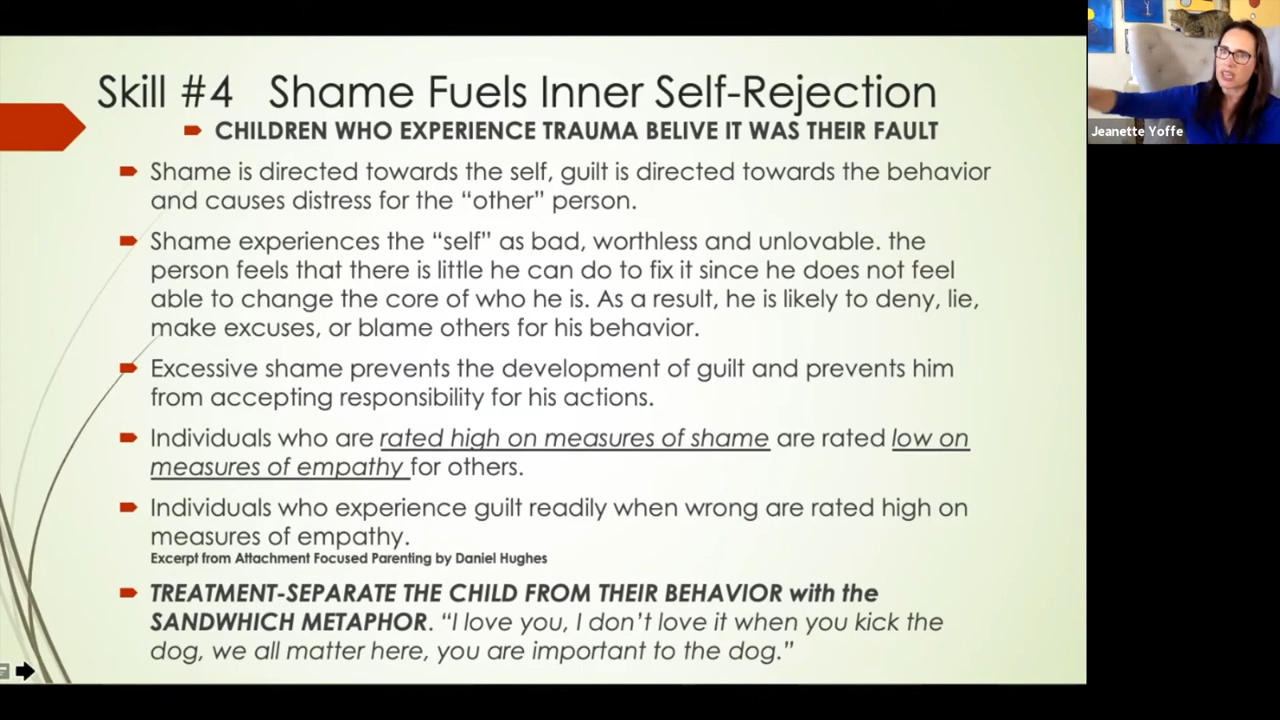 Skill #4 Shame Fuels Inner Self-Rejection
CHILDREN WHO EXPERIENCE TRAUMA BELIVE IT WAS THEIR FAULT
Shame is directed towards the self, guilt is directed towards the behavior
and causes distress for the “other” person.
Shame experiences the “self” as bad, worthless and unlovable. the
person feels that there is little he can do to fix it since he does not feel
able to change the core of who he is. As a result, he is likely to deny, lie,
make excuses, or blame others for his behavior.
Excessive shame prevents the development of guilt and prevents him
from accepting responsibility for his actions.
Individuals who are rated high on measures of shame are rated low on
measures of empathy for others.
Individuals who experience guilt readily when wrong are rated high on
measures of empathy.
Excerpt from Attachment Focused Parenting by Daniel Hughes
TREATMENT-SEPARATE THE CHILD FROM THEIR BEHAVIOR with the
SANDWHICH METAPHOR. “I love you, I don’t love it when you kick the
dog, we all matter here, you are important to the dog.”
Jeanette Yoffe